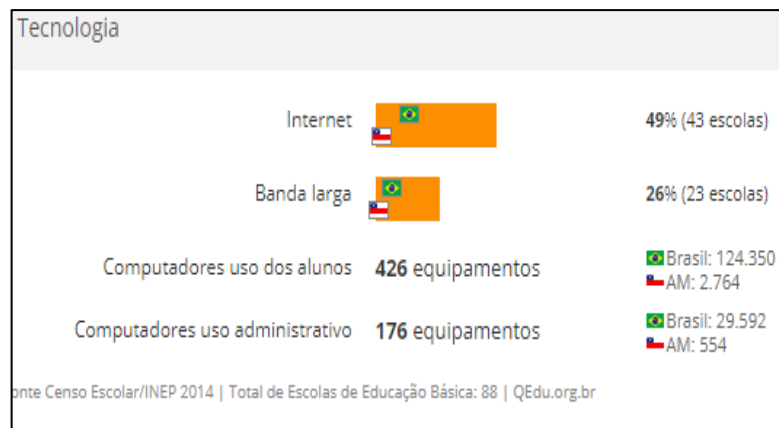 Tecnologia
Internet 49% (43 escolas)
Banda larga 26% (23 escolas)
Computadores uso dos alunos 426 equipamentos Brasil: 124.350
AM: 2.764
Computadores uso administrativo 176 equipamentos Brasil: 29.592
AM: 554
onte Censo Escolar/INEP 2014 | Total de Escolas de Educação Básica: 88 | QEdu.org.br